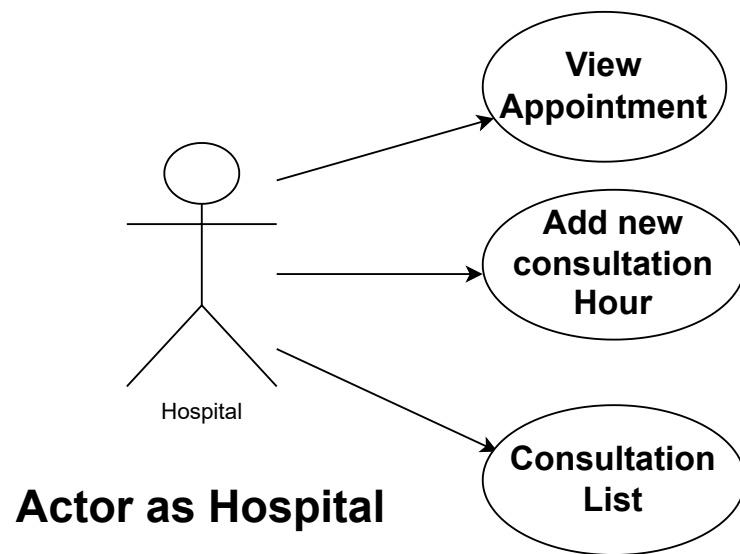 View
Appointment
Add new
consultation
Hour
Hospital
Consultation
List
Actor as Hospital